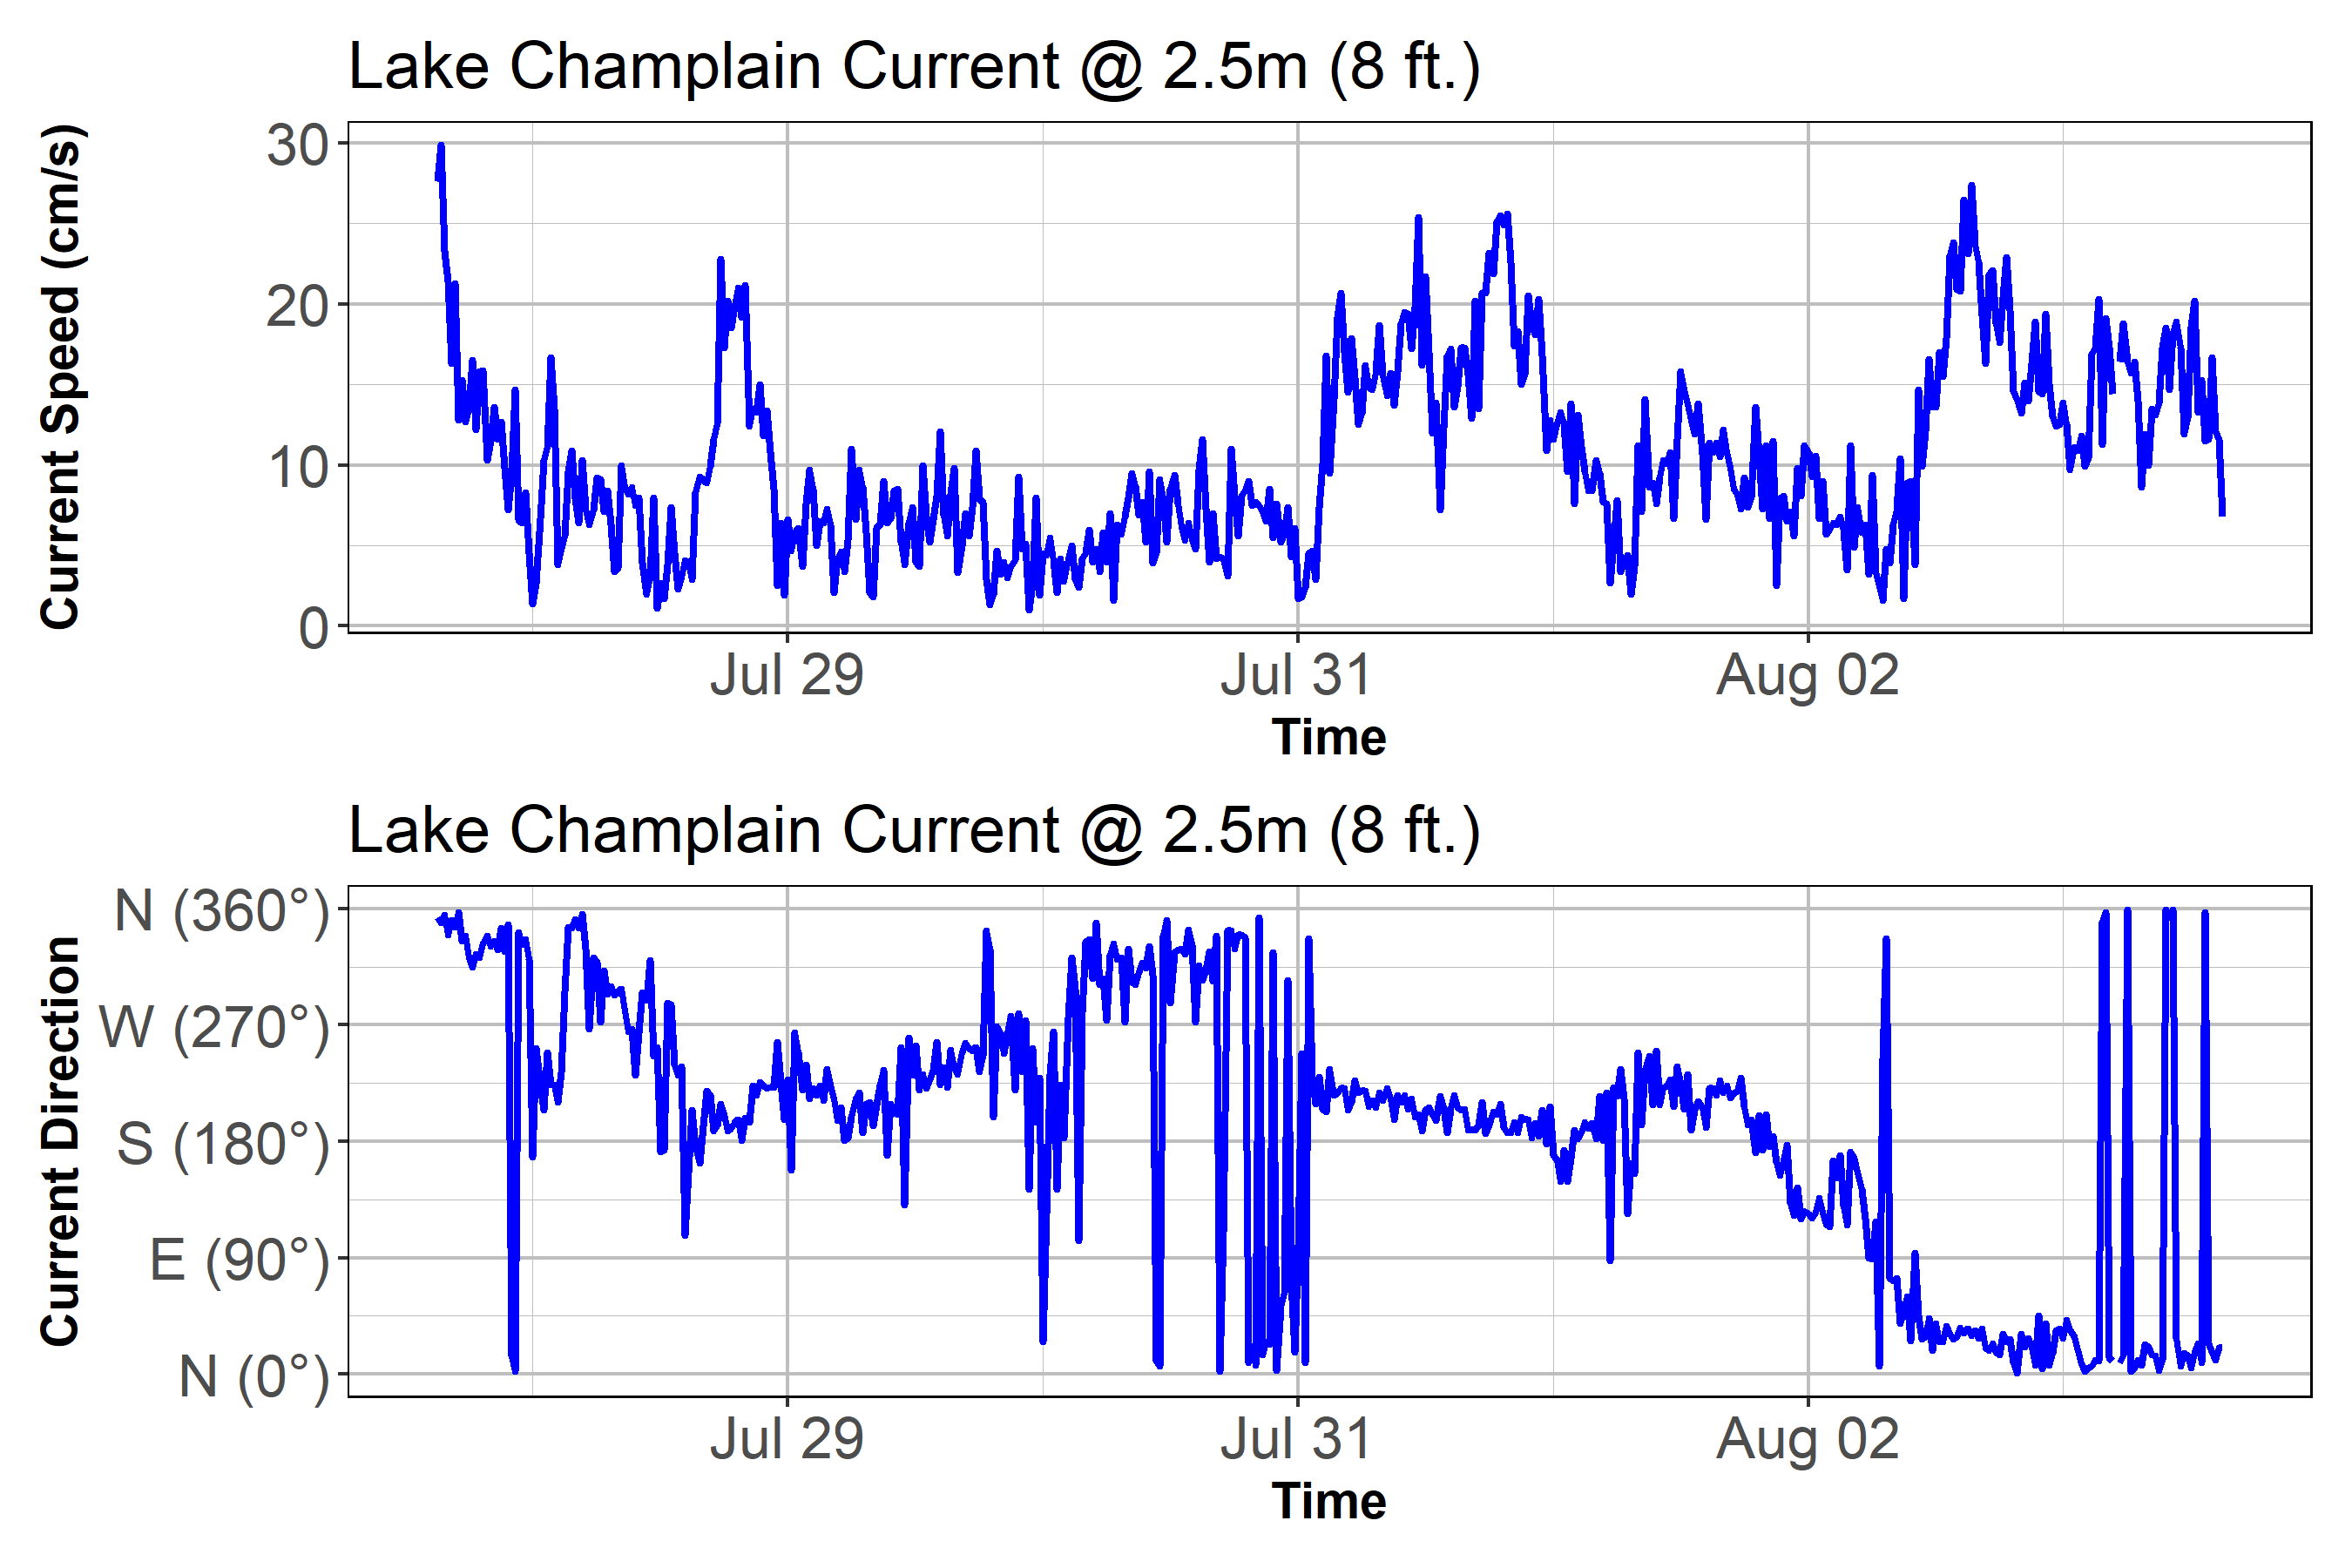 Lake Champlain Current @ 2.5m (8 ft.)
Current Speed (cm/s)
30
20
10
0
Jul 29 Jul 31 Aug 02
Time
Lake Champlain Current @ 2.5m (8 ft.)
Current Direction
N (360°)
W (270°)
S (180°)
E (90°)
N (0°)
Jul 29 Jul 31 Aug 02
Time